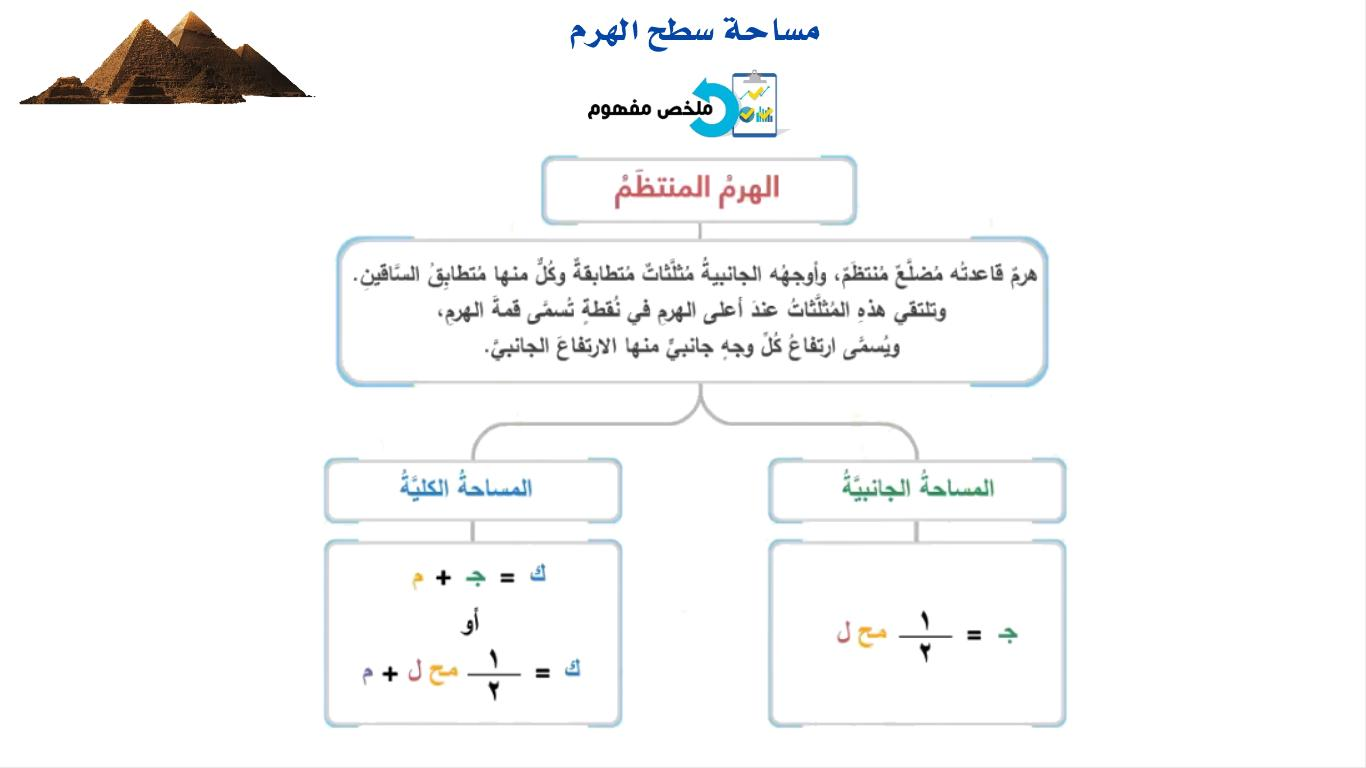 مساحة سطح الهرم
ملخص مفهوم
الهرمُ المنتظَمُ
هرمٌ قاعدتُه مُضلَّعٌ مُنتظَمٌ، وأوجهُه الجانبيةُ مُثلَّثاتٌ مُتطابقةٌ وكُلٌّ منها مُتطابِقُ السَّاقينِ.
وتلتقي هذهِ المُثلَّثاتُ عندَ أعلى الهرمِ في نُقطةٍ تُسمَّى قمةَ الهرمِ،
ويُسمَّى ارتفاعُ كُلِّ وجهٍ جانبيٍّ منها الارتفاعَ الجانبيَّ.
المساحةُ الجانبيَّةُ
جـ = ١/٢ مح ل
المساحةُ الكليَّةُ
ك = جـ + م
أو
ك = ١/٢ مح ل + م